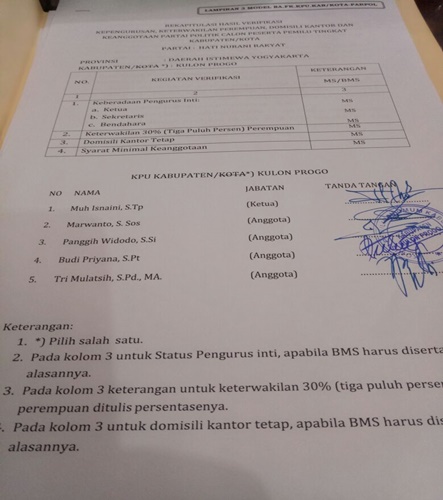 LAMPIRAN 3 MODEL BA FK.KPU.KAB/KOTA-PARPOL
REKAPITULASI HASIL VERIFIKASI
KEPENGURUSAN, KETERWAKILAN PEREMPUAN, DOMISILI KANTOR DAN
KEANGGOTAAN PARTAI POLITIK CALON PESERTA PEMILU TINGKAT
KABUPATEN/KOTA
PARTAI : HATI NURANI RAKYAT
PROVINSI : DAERAH ISTIMEWA YOGYAKARTA
KABUPATEN/KOTA *) : KULON PROGO
NO. KEGIATAN VERIFIKASI KETERANGAN
MS/BMS
1 2 3
1. Keberadaan Pengurus Inti: MS
a. Ketua MS
b. Sekretaris
c. Bendahara MS
2. Keterwakilan 30% (Tiga Puluh Persen) Perempuan MS
3. Domisili Kantor Tetap MS
4. Syarat Minimal Keanggotaan MS
KPU KABUPATEN/KOTA*) KULON PROGO
NO NAMA JABATAN TANDA TANGAN
1. Muh Isnaini, S.Tp (Ketua)
2. Marwanto, S. Sos (Anggota)
3. Panggih Widodo, S.Si (Anggota)
4. Budi Priyana, S.Pt (Anggota)
5. Tri Mulatsih, S.Pd., MA. (Anggota)
Keterangan:
1. *) Pilih salah satu.
2. Pada kolom 3 untuk Status Pengurus inti, apabila BMS harus diserta
alasannya.
3. Pada kolom 3 keterangan untuk keterwakilan 30% (tiga puluh perse
perempuan ditulis persentasenya.
. Pada kolom 3 untuk domisili kantor tetap, apabila BMS harus dis
alasannya.